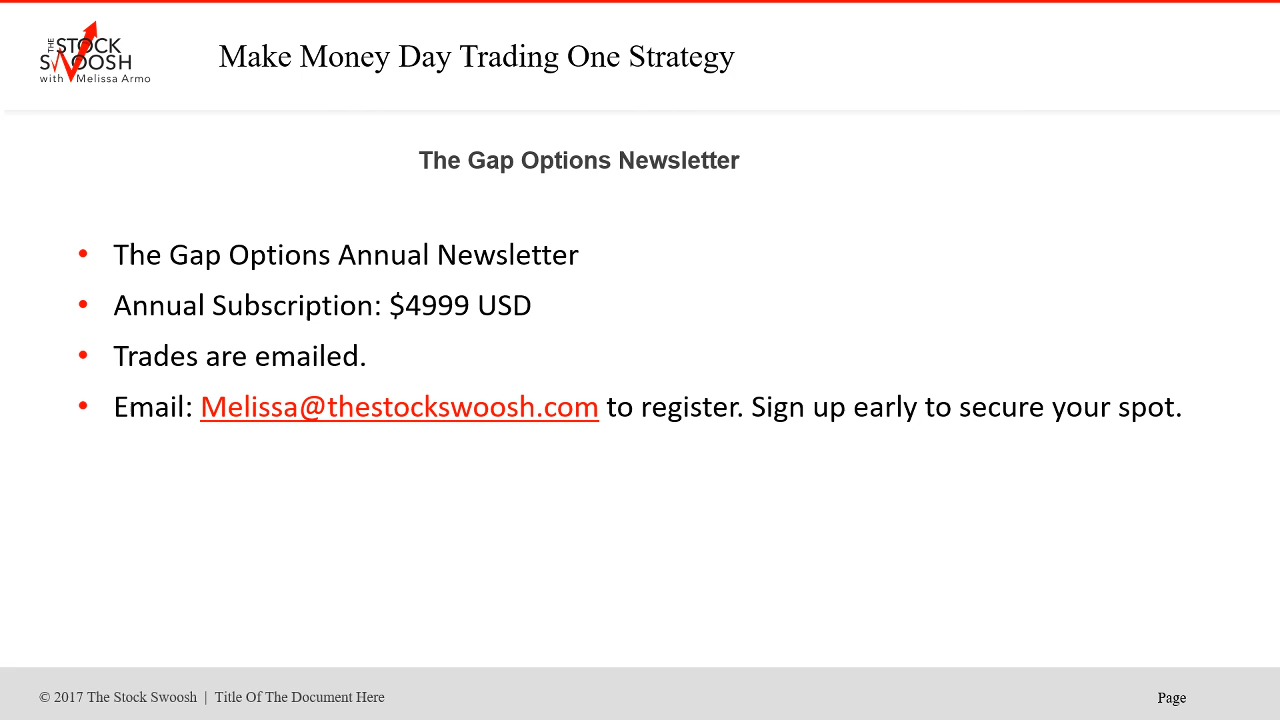 THE STOCK
SWOOSH
with Melissa Armo
Make Money Day Trading One Strategy
The Gap Options Newsletter
• The Gap Options Annual Newsletter
• Annual Subscription: $4999 USD
• Trades are emailed.
• Email: Melissa@thestockswoosh.com to register. Sign up early to secure your spot.
© 2017 The Stock Swoosh | Title Of The Document Here
Page